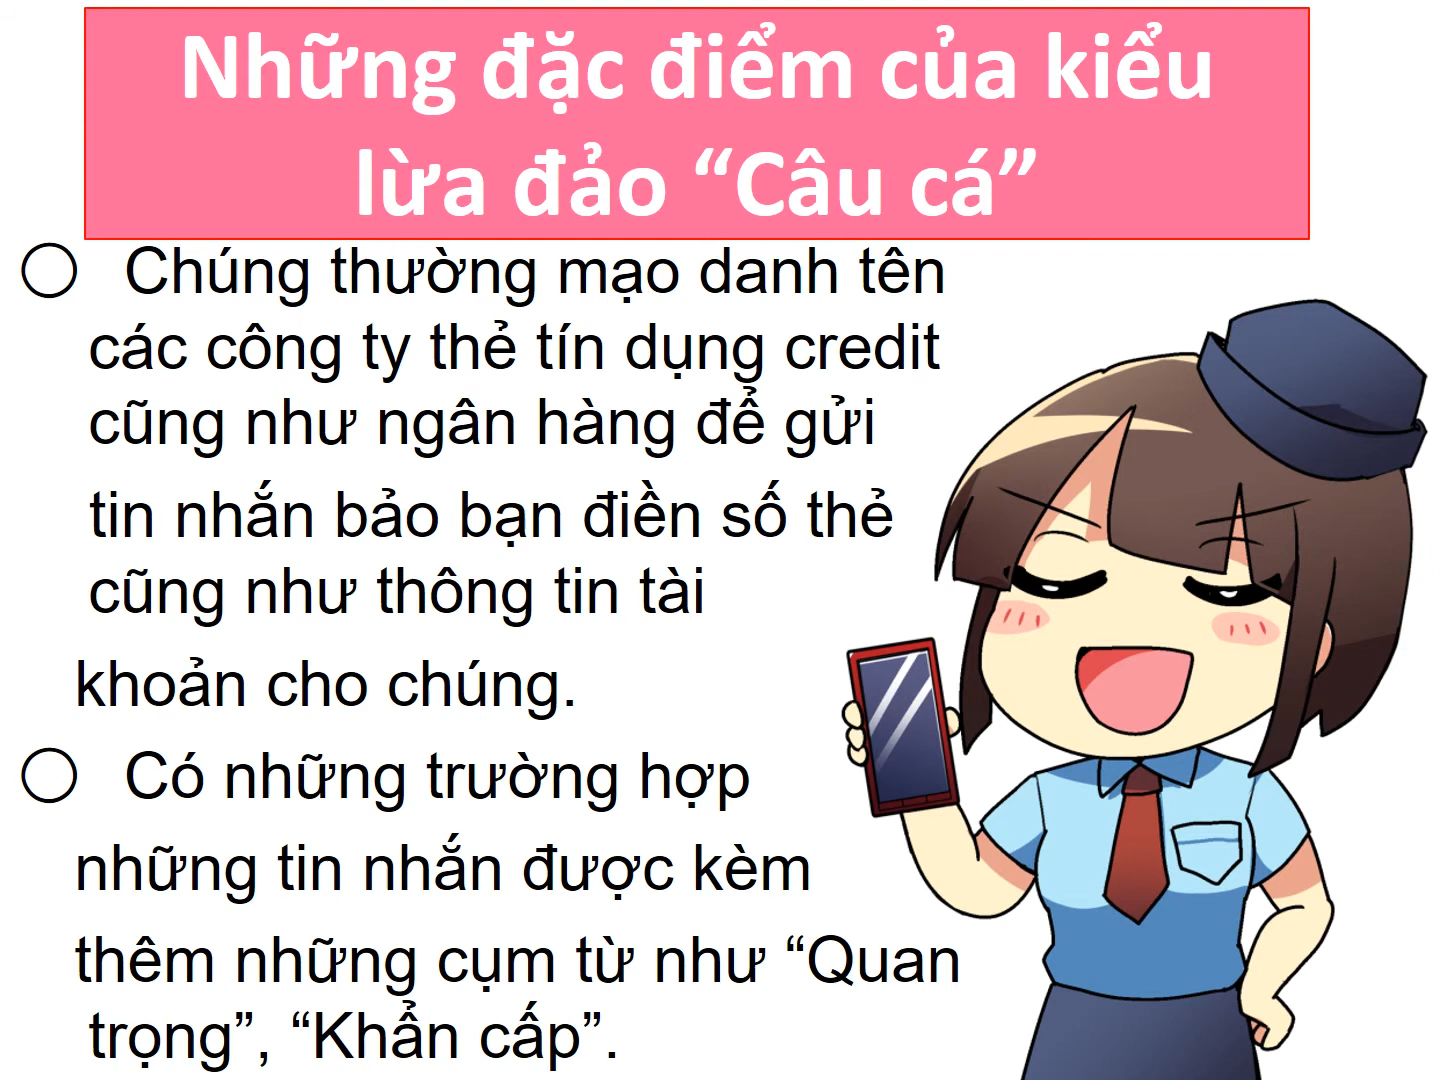 Những đặc điểm của kiểu
lừa đảo “Câu cá”
○ Chúng thường mạo danh tên
các công ty thẻ tín dụng credit
cũng như ngân hàng để gửi
tin nhắn bảo bạn điền số thẻ
cũng như thông tin tài
khoản cho chúng.
○ Có những trường hợp
những tin nhắn được kèm
thêm những cụm từ như “Quan
trọng”, “Khẩn cấp”.